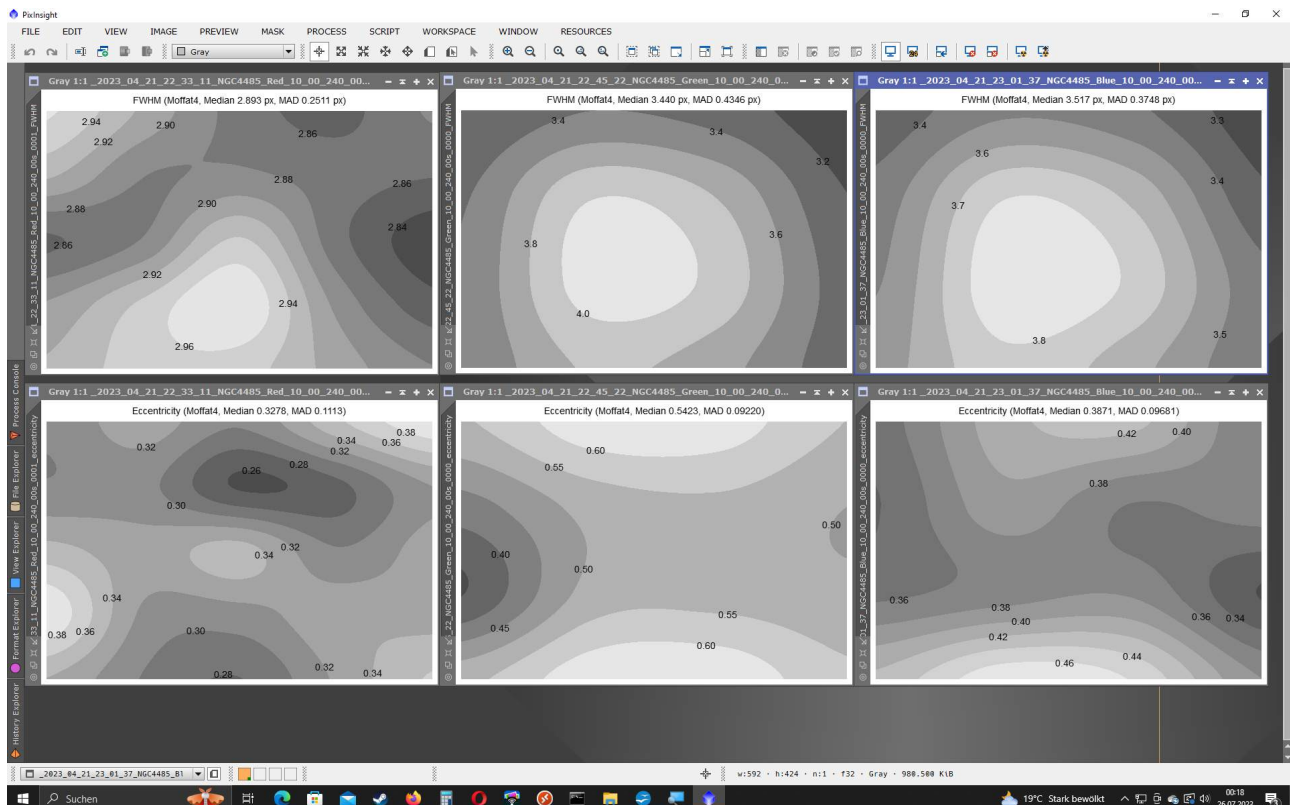 PixInsight
FILE EDIT VIEW IMAGE PREVIEW MASK PROCESS SCRIPT WORKSPACE WINDOW RESOURCES
Gray
Gray 1:1 _2023_04_21_22_33_11_NGC4485_Red_10_00_240_00...
FWHM (Moffat4, Median 2.893 px, MAD 0.2511 px)
2.94
2.90
2.86
2.92
2.88
2.86
2.90
2.88
2.84
2.86
2.92
2.94
2.96
Gray 1:1 _2023_04_21_22_45_22_NGC4485_Green_10_00_240_0...
22_45_22_NGC4485_Green_10_00_240_00s_0000_FWHM
FWHM (Moffat4, Median 3.440 px, MAD 0.4346 px)
3.4
3.4
3.2
3.6
3.8
4.0
Gray 1:1 _2023_04_21_23_01_37_NGC4485_Blue_10_00_240_00...
_23_01_37_NGC4485_Blue_10_00_240_00s_0000_FWHM
FWHM (Moffat4, Median 3.517 px, MAD 0.3748 px)
3.4
3.3
3.6
3.4
3.7
3.5
3.8
Gray 1:1 _2023_04_21_22_33_11_NGC4485_Red_10_00_240_00...
33_11_NGC4485_Red_10_00_240_00s_0001_eccentricity
Eccentricity (Moffat4, Median 0.3278, MAD 0.1113)
0.38
0.34
0.36
0.32
0.32
0.28
0.26
0.30
0.32
0.34
0.34
0.38
0.36
0.30
0.32
0.34
0.28
Gray 1:1 _2023_04_21_22_45_22_NGC4485_Green_10_00_240_0...
_22_NGC4485_Green_10_00_240_00s_0000_eccentricity
Eccentricity (Moffat4, Median 0.5423, MAD 0.09220)
0.60
0.55
0.50
0.40
0.50
0.55
0.45
0.60
Gray 1:1 _2023_04_21_23_01_37_NGC4485_Blue_10_00_240_00...
01_37_NGC4485_Blue_10_00_240_00s_0000_eccentricity
Eccentricity (Moffat4, Median 0.3871, MAD 0.09681)
0.42
0.40
0.38
0.36
0.38
0.40
0.36
0.34
0.42
0.44
0.46
Process Console
File Explorer
View Explorer
Format Explorer
History Explorer
_2023_04_21_23_01_37_NGC4485_Bl
w:592 · h:424 · n:1 · f32 · Gray · 980.500 KiB
Suchen
19°C Stark bewölkt
00:18
26.07.2023